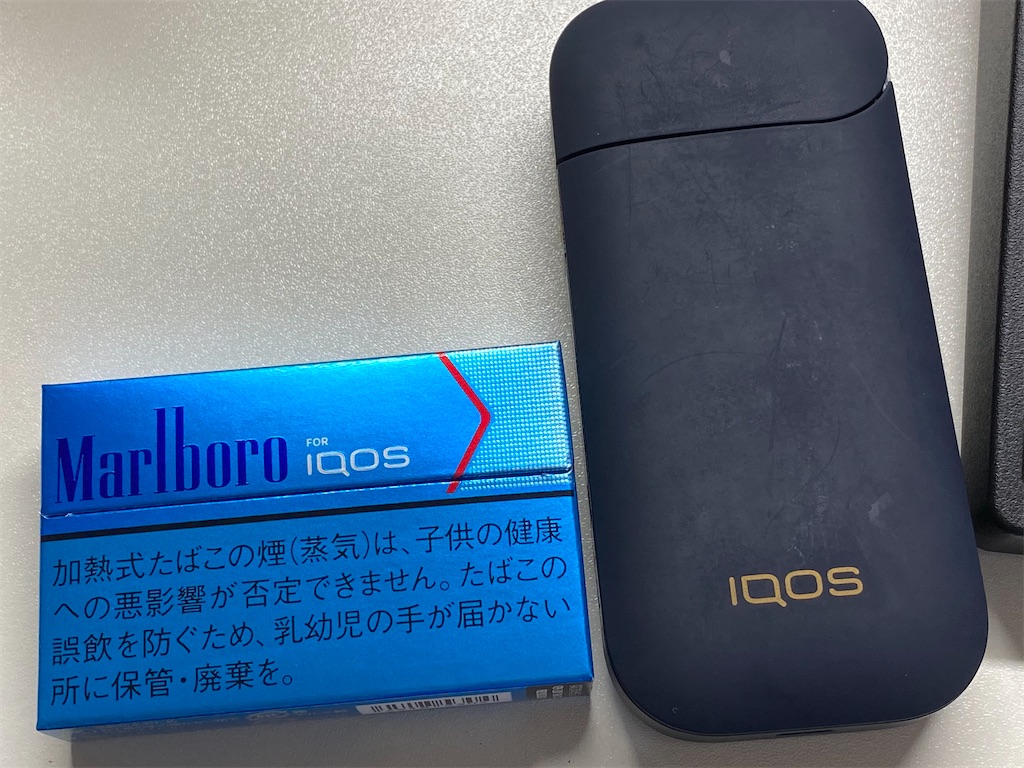 Marlboro
FOR
IQOS
加熱式たばこの煙(蒸気)は、子供の健康
への悪影響が否定できません。たばこの
誤飲を防ぐため、乳幼児の手が届かない
所に保管・廃棄を。
IQOS